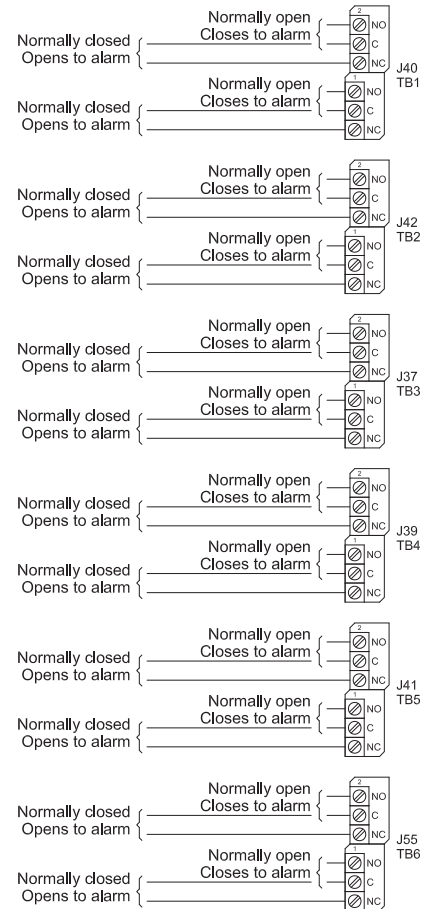 2
Normally open
Closes to alarm
NO
Normally closed
Opens to alarm
C
NC
J40
TB1
1
Normally open
Closes to alarm
NO
Normally closed
Opens to alarm
C
NC
2
Normally open
Closes to alarm
NO
Normally closed
Opens to alarm
C
NC
J42
TB2
1
Normally open
Closes to alarm
NO
Normally closed
Opens to alarm
C
NC
2
Normally open
Closes to alarm
NO
Normally closed
Opens to alarm
C
NC
J37
TB3
1
Normally open
Closes to alarm
NO
Normally closed
Opens to alarm
C
NC
2
Normally open
Closes to alarm
NO
Normally closed
Opens to alarm
C
NC
J39
TB4
1
Normally open
Closes to alarm
NO
Normally closed
Opens to alarm
C
NC
2
Normally open
Closes to alarm
NO
Normally closed
Opens to alarm
C
NC
J41
TB5
1
Normally open
Closes to alarm
NO
Normally closed
Opens to alarm
C
NC
2
Normally open
Closes to alarm
NO
Normally closed
Opens to alarm
C
NC
J55
TB6
1
Normally open
Closes to alarm
NO
Normally closed
Opens to alarm
C
NC